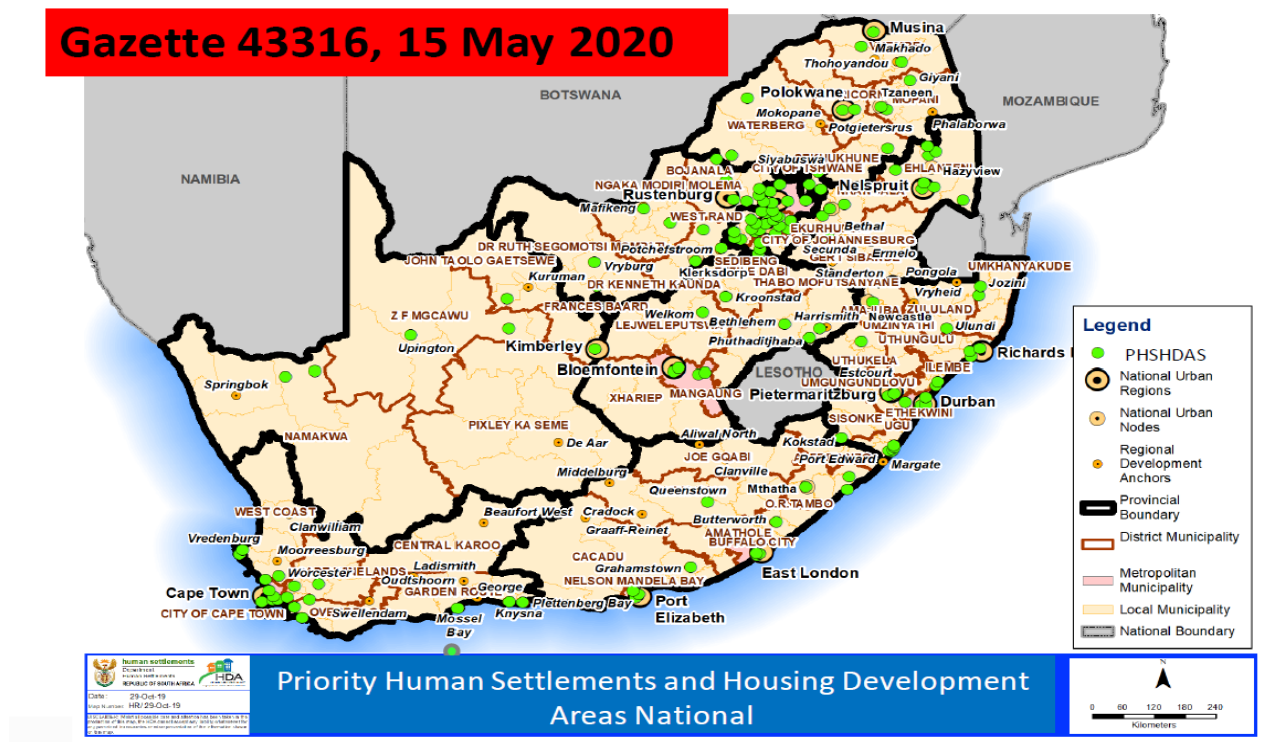 Gazette 43316, 15 May 2020
BOTSWANA
NAMIBIA
MOZAMBIQUE
LESOTHO
Musina
Makhado
Thohoyandou
Giyani
Polokwane
Tzaneen
MOPANI
Mokopane
WATERBERG
Potgietersrus
Phalaborwa
Siyabuswa
BOJANALA
Hazyview
NGAKA MODIRI MOLEMA
Rustenburg
Nelspruit
Mafikeng
WEST RAND
Bethal
CITY OF JOHANNESBURG
DR RUTH SEGOMOTSI
Potchefstroom
Secunda
Ermelo
JOHN TAOLO GAETSEWE
SEDIBENG
Vryburg
Klerksdorp
Standerton
Pongola
UMKHANYAKUDE
Kuruman
DR KENNETH KAUNDA
THABO MOFUTSANYANE
Jozini
Kroonstad
Vryheid
FRANCES BAARD
Z F MGCAWU
Welkom
Harrismith
Newcastle
ZULULAND
LEJWELEPUTSWA
Bethlehem
UMZINYATHI
Ulundi
Upington
Kimberley
Phuthaditjhaba
UTHUNGULU
Richards
Bloemfontein
UTHUKELA
Estcourt
ILEMBE
Springbok
UMGUNGUNDLOVU
XHARIEP
MANGAUNG
Pietermaritzburg
Durban
ETHEKWINI
SISONKE
UGU
NAMAKWA
PIXLEY KA SEME
De Aar
Aliwal North
Kokstad
JOE GQABI
Port Edward
Margate
Middelburg
Clanville
Queenstown
Mthatha
O.R.TAMBO
WEST COAST
Beaufort West
Cradock
Butterworth
Clanwilliam
Graaff-Reinet
AMATHOLE
Vredenburg
BUFFALO CITY
Moorreesburg
CENTRAL KAROO
CACADU
Ladismith
Grahamstown
East London
Worcester
Oudtshoorn
NELSON MANDELA BAY
George
Cape Town
GARDEN ROUTE
Plettenberg Bay
Port
Elizabeth
CITY OF CAPE TOWN
Swellendam
Knysna
Mossel
Bay
Legend
PHSHDAS
National Urban
Regions
National Urban
Nodes
Regional
Development
Anchors
Provincial
Boundary
District Municipality
Metropolitan
Municipality
Local Municipality
National Boundary
human settlements
Department:
Human Settlements
REPUBLIC OF SOUTH AFRICA
HDA
Date: 29-Oct-19
Map Number: HR/ 29-Oct-19
Priority Human Settlements and Housing Development
Areas National
N
0 60 120 180 240
Kilometers